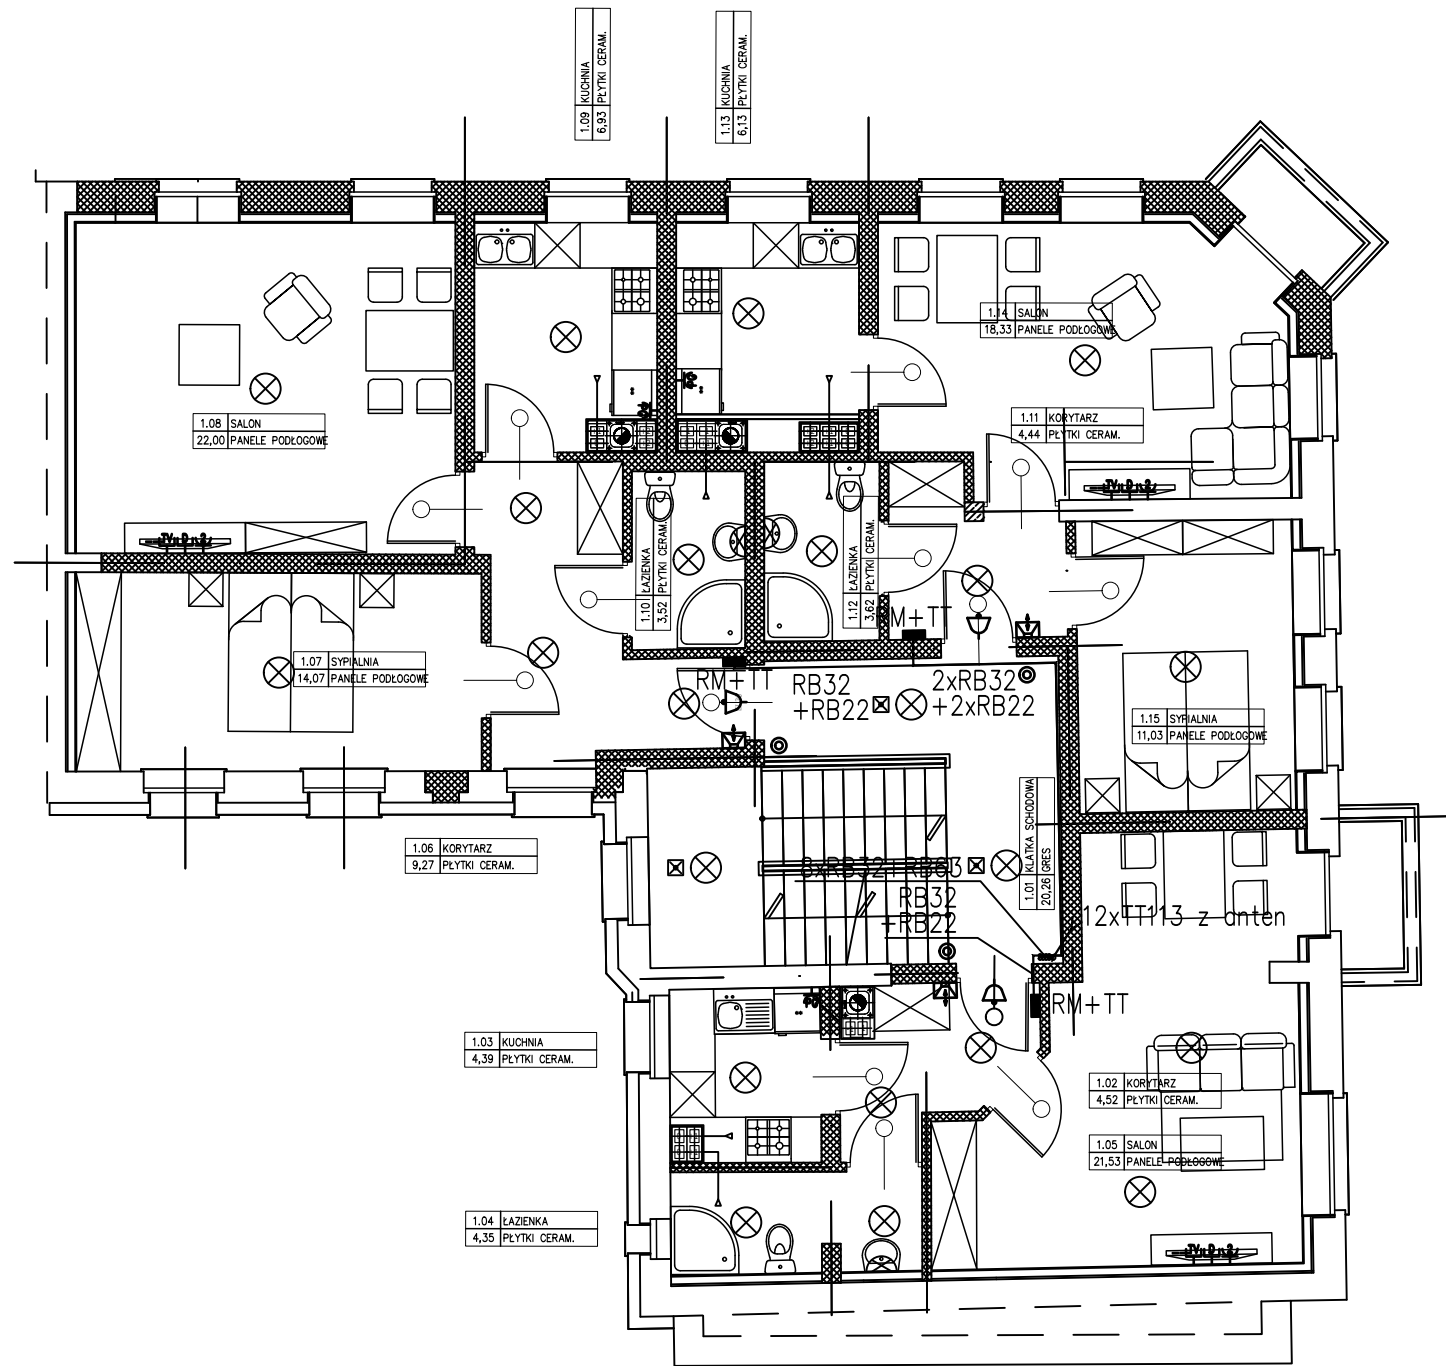 1.09 KUCHNIA
6,93 PŁYTKI CERAM.
1.13 KUCHNIA
6,13 PŁYTKI CERAM.
1.14 SALON
18,33 PANELE PODŁOGOWE
1.08 SALON
22,00 PANELE PODŁOGOWE
1.11 KORYTARZ
4,44 PŁYTKI CERAM.
1.10 ŁAZIENKA
3,52 PŁYTKI CERAM.
1.12 ŁAZIENKA
3,62 PŁYTKI CERAM.
RM+TT
1.07 SYPIALNIA
14,07 PANELE PODŁOGOWE
RM+TT
RB32
+RB22
2xRB32
+2xRB22
1.15 SYPIALNIA
11,03 PANELE PODŁOGOWE
1.01 KLATKA SCHODOWA
20,26 GRES
1.06 KORYTARZ
9,27 PŁYTKI CERAM.
RB32
+RB22
12xTT113 z anten
RM+TT
1.03 KUCHNIA
4,39 PŁYTKI CERAM.
1.02 KORYTARZ
4,52 PŁYTKI CERAM.
1.05 SALON
21,53 PANELE PODŁOGOWE
1.04 ŁAZIENKA
4,35 PŁYTKI CERAM.